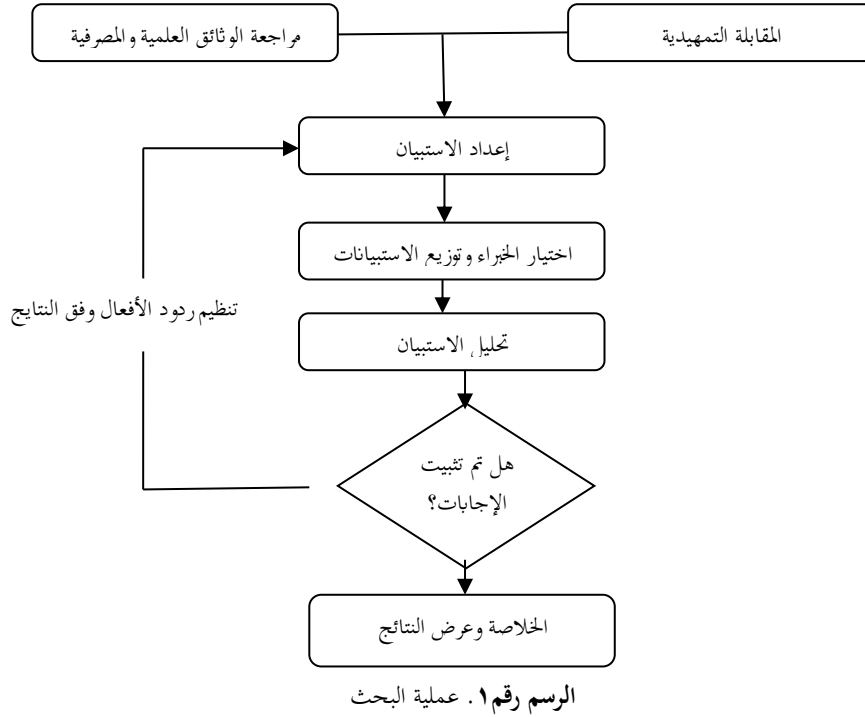 المقابلة التمهيدية
مراجعة الوثائق العلمية والمصرفية
إعداد الاستبيان
اختيار الخبراء وتوزيع الاستبيانات
تنظيم ردود الأفعال وفق النتايج
تحليل الاستبيان
هل تم تثبيت
الإجابات؟
الخلاصة وعرض النتائج
الرسم رقم١. عملية البحث